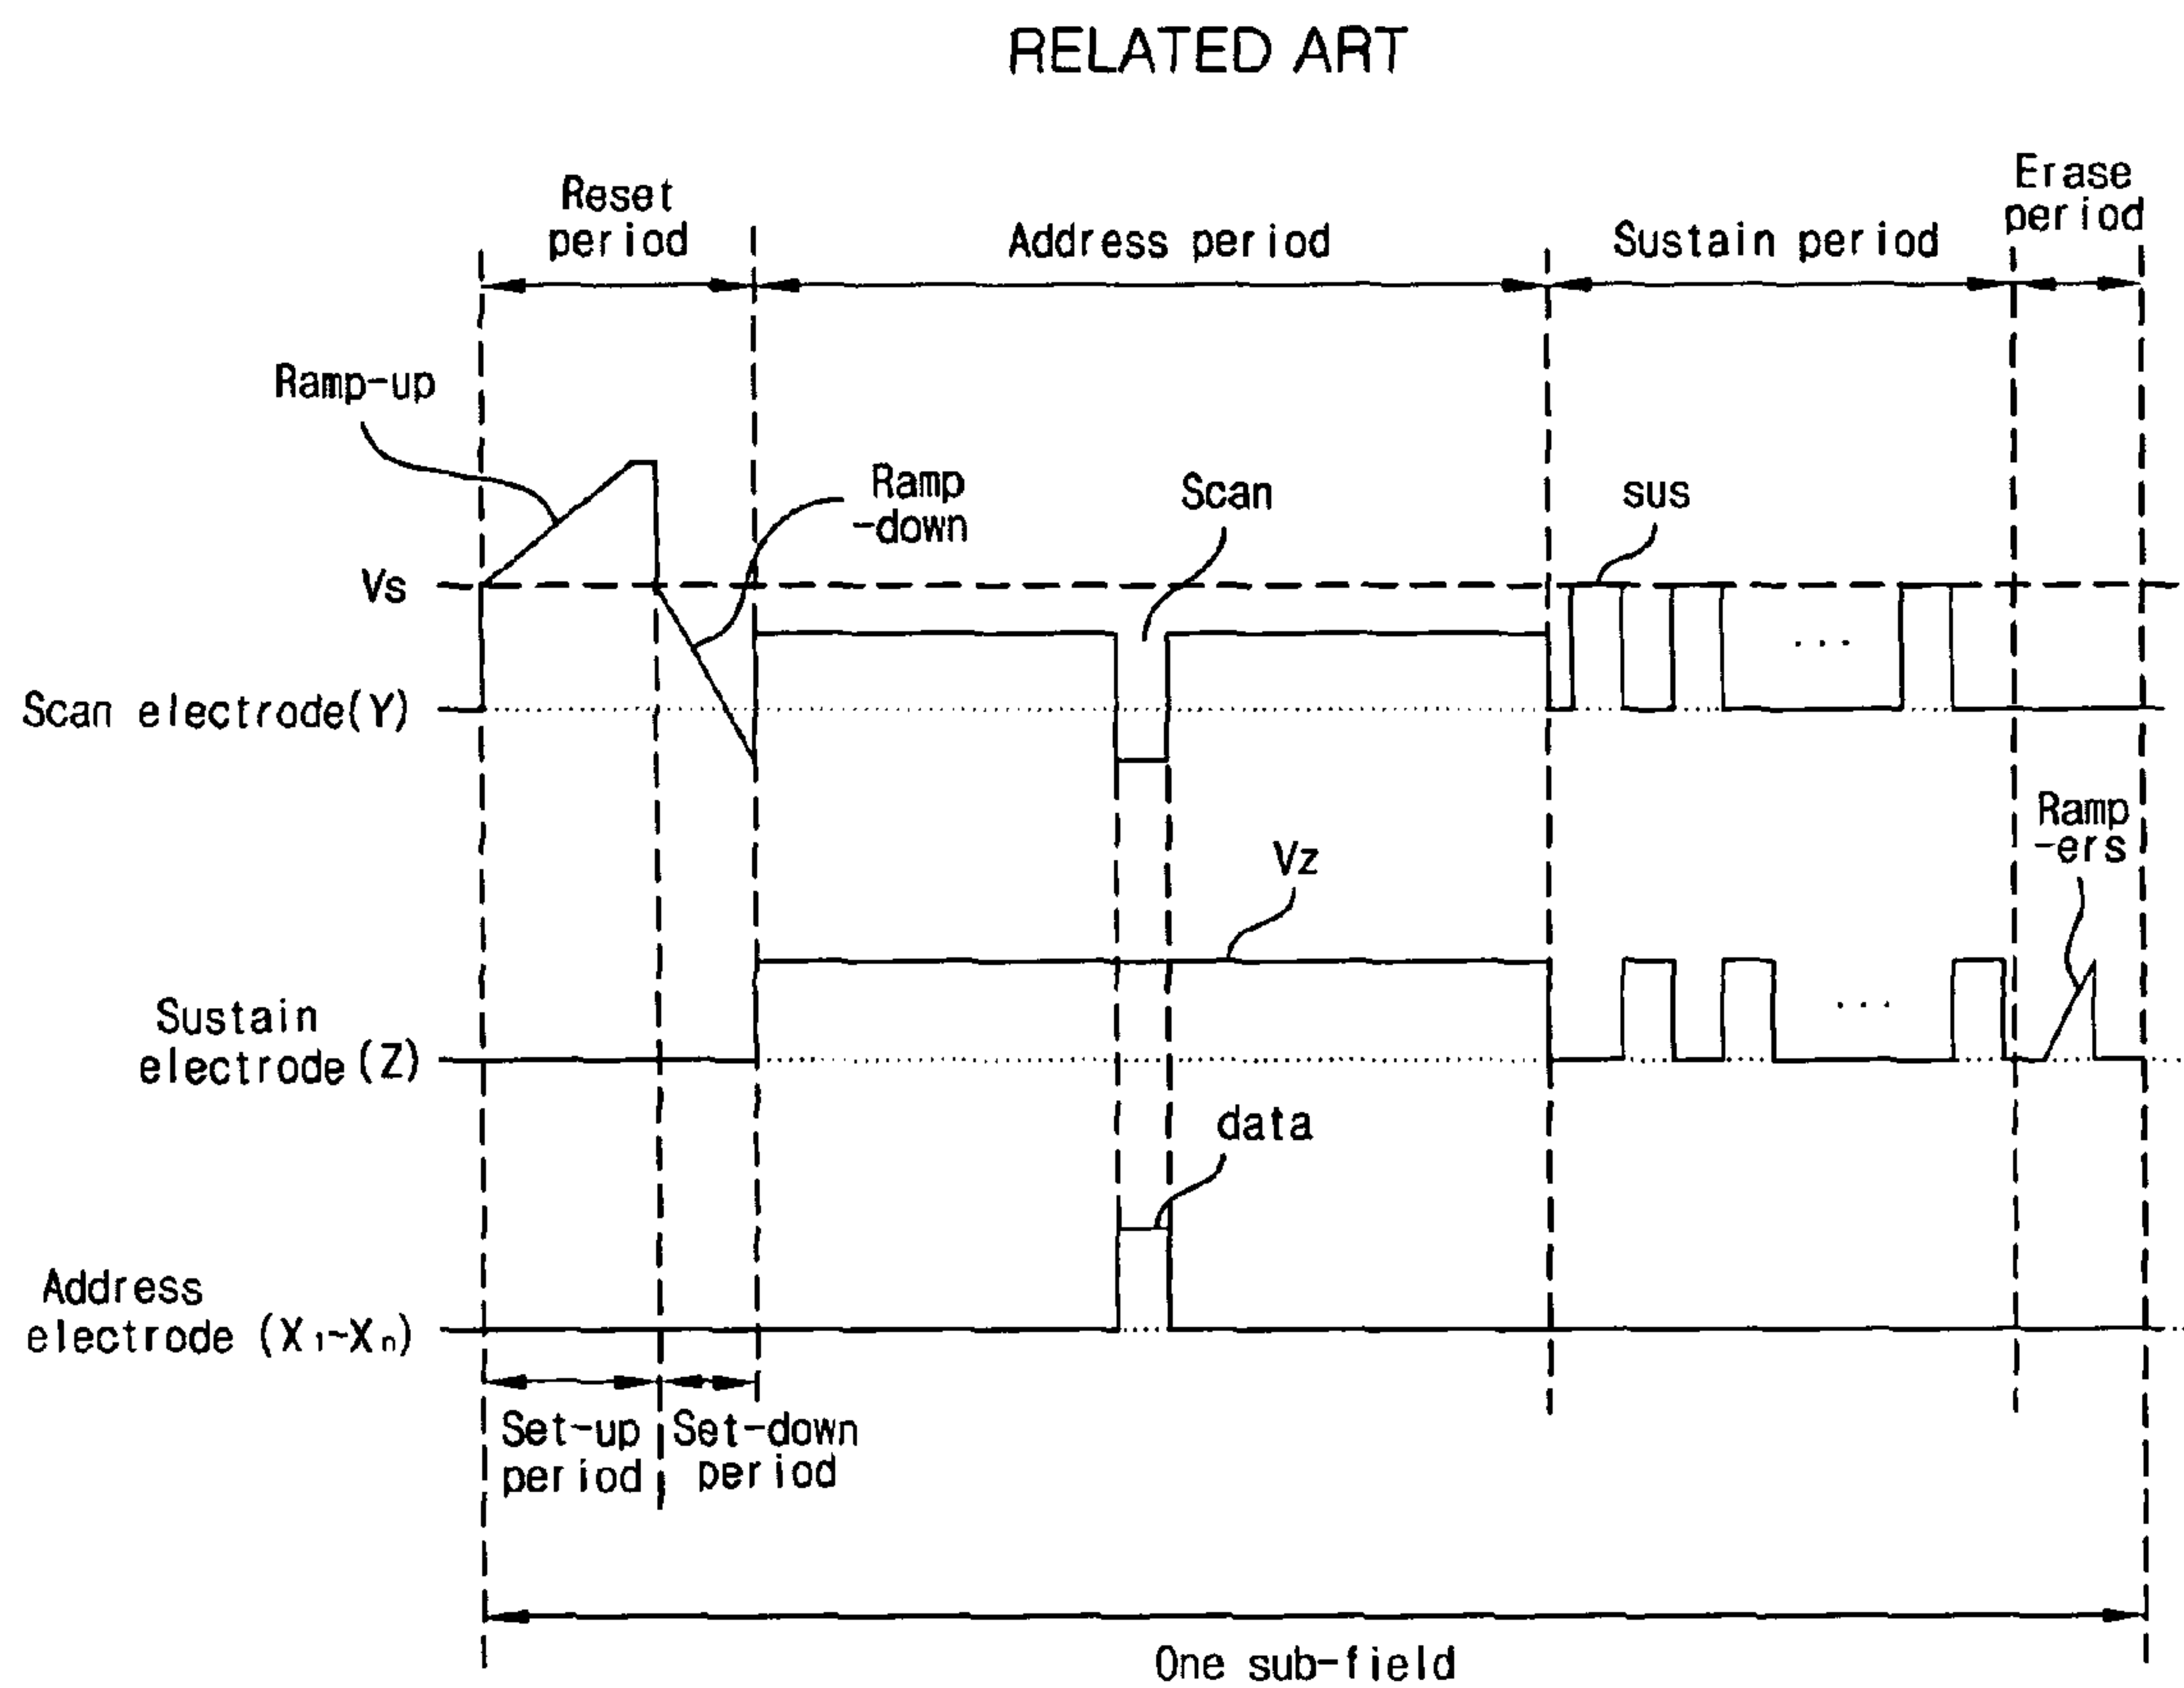 RELATED ART
Reset
period
Address period
Sustain period
Erase
period
Ramp-up
Ramp
-down
Scan
sus
Vs
Scan electrode(Y)
Ramp
-ers
Vz
Sustain
electrode(Z)
data
Address
electrode (X1~Xn)
Set-up
period
Set-down
period
One sub-field